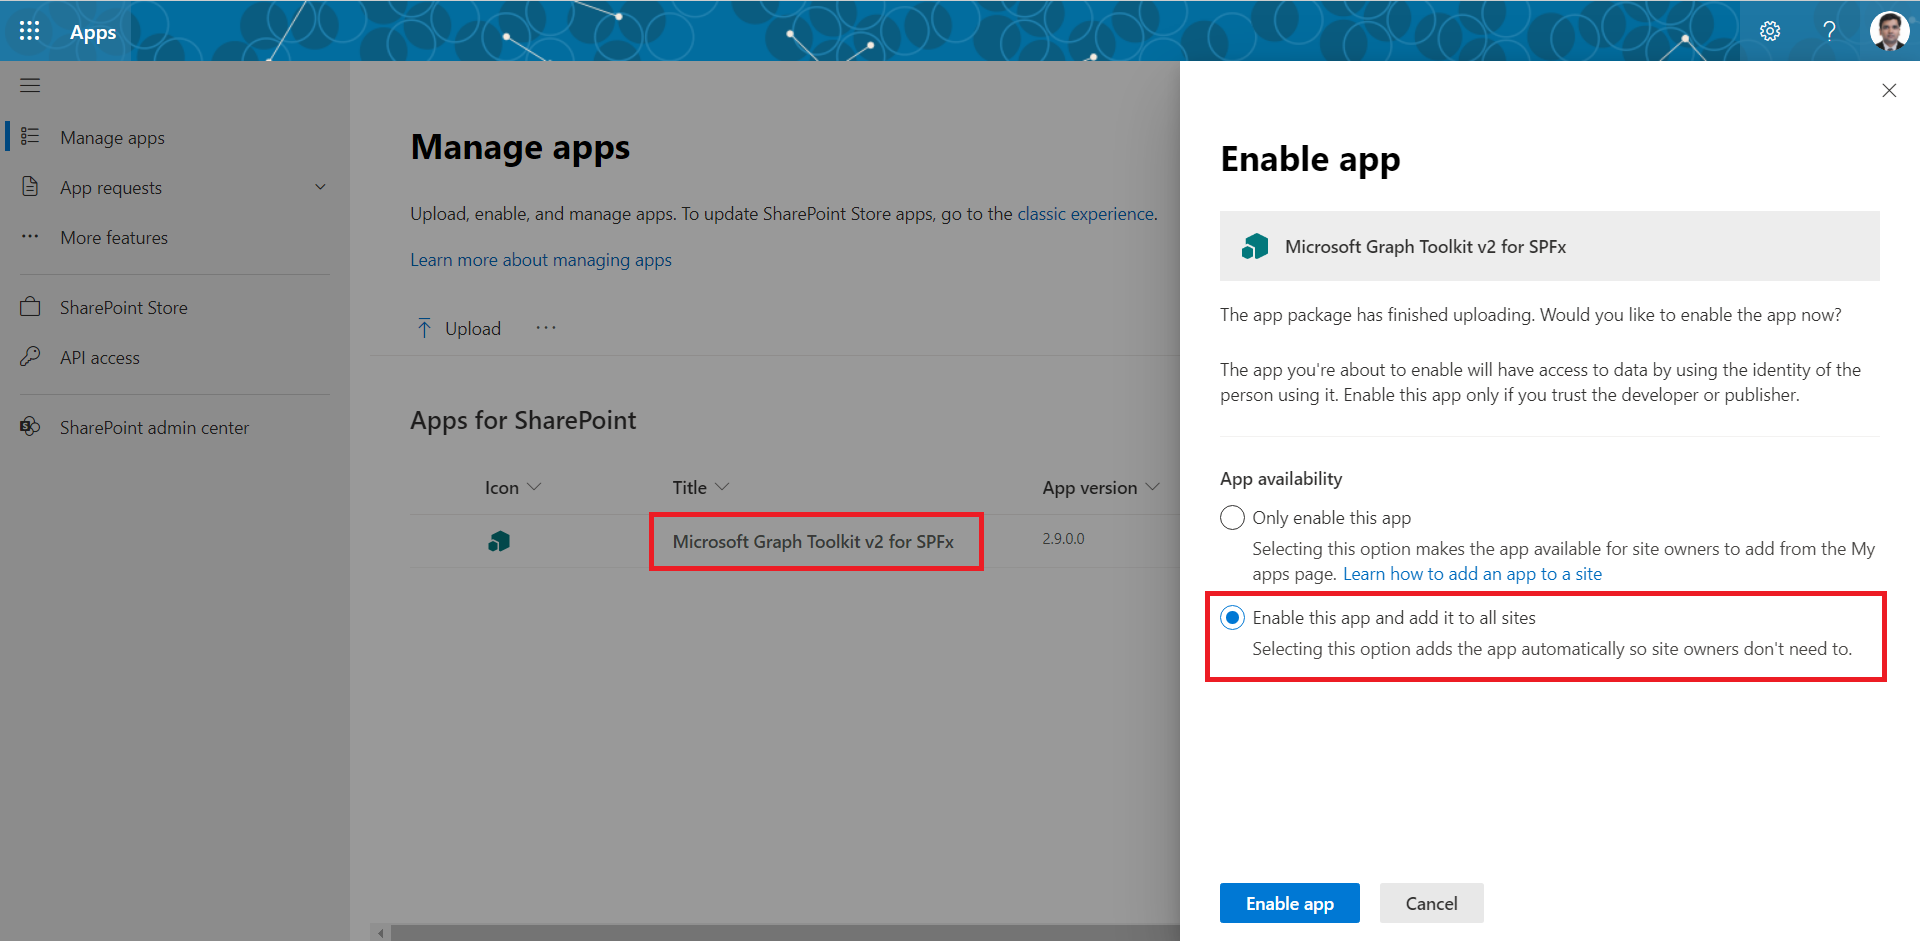 Apps
?
Manage apps
App requests
More features
SharePoint Store
API access
SharePoint admin center
Manage apps
Upload, enable, and manage apps. To update SharePoint Store apps, go to the classic experience.
Learn more about managing apps
Upload
Apps for SharePoint
Icon Title App version
Microsoft Graph Toolkit v2 for SPFx 2.9.0.0
Enable app
Microsoft Graph Toolkit v2 for SPFx
The app package has finished uploading. Would you like to enable the app now?
The app you're about to enable will have access to data by using the identity of the
person using it. Enable this app only if you trust the developer or publisher.
App availability
Only enable this app
Selecting this option makes the app available for site owners to add from the My
apps page. Learn how to add an app to a site
Enable this app and add it to all sites
Selecting this option adds the app automatically so site owners don't need to.
Enable app Cancel